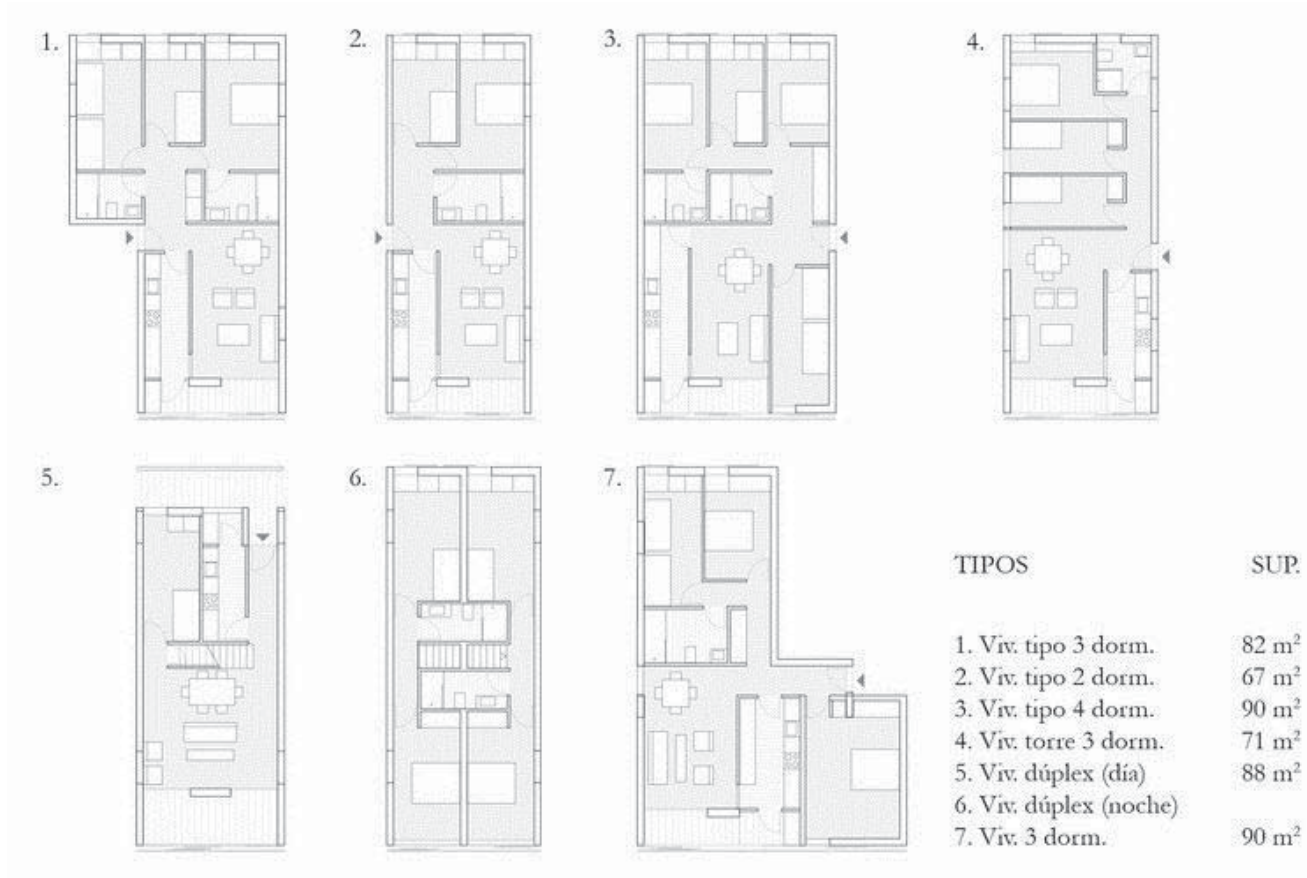 1.
2.
3.
4.
5.
6.
7.
TIPOS SUP.
1. Viv. tipo 3 dorm. 82 m²
2. Viv. tipo 2 dorm. 67 m²
3. Viv. tipo 4 dorm. 90 m²
4. Viv. torre 3 dorm. 71 m²
5. Viv. dúplex (día) 88 m²
6. Viv. dúplex (noche)
7. Viv. 3 dorm. 90 m²